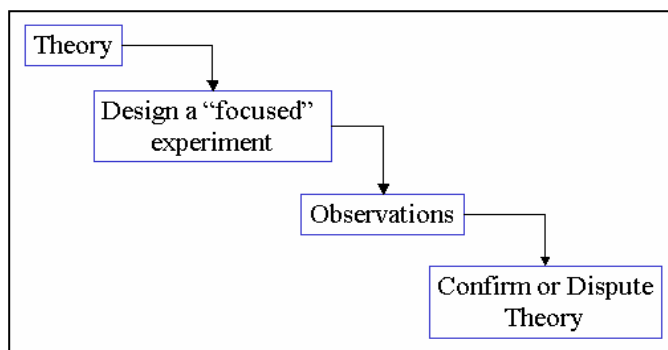 Theory
Design a “focused”
experiment
Observations
Confirm or Dispute
Theory